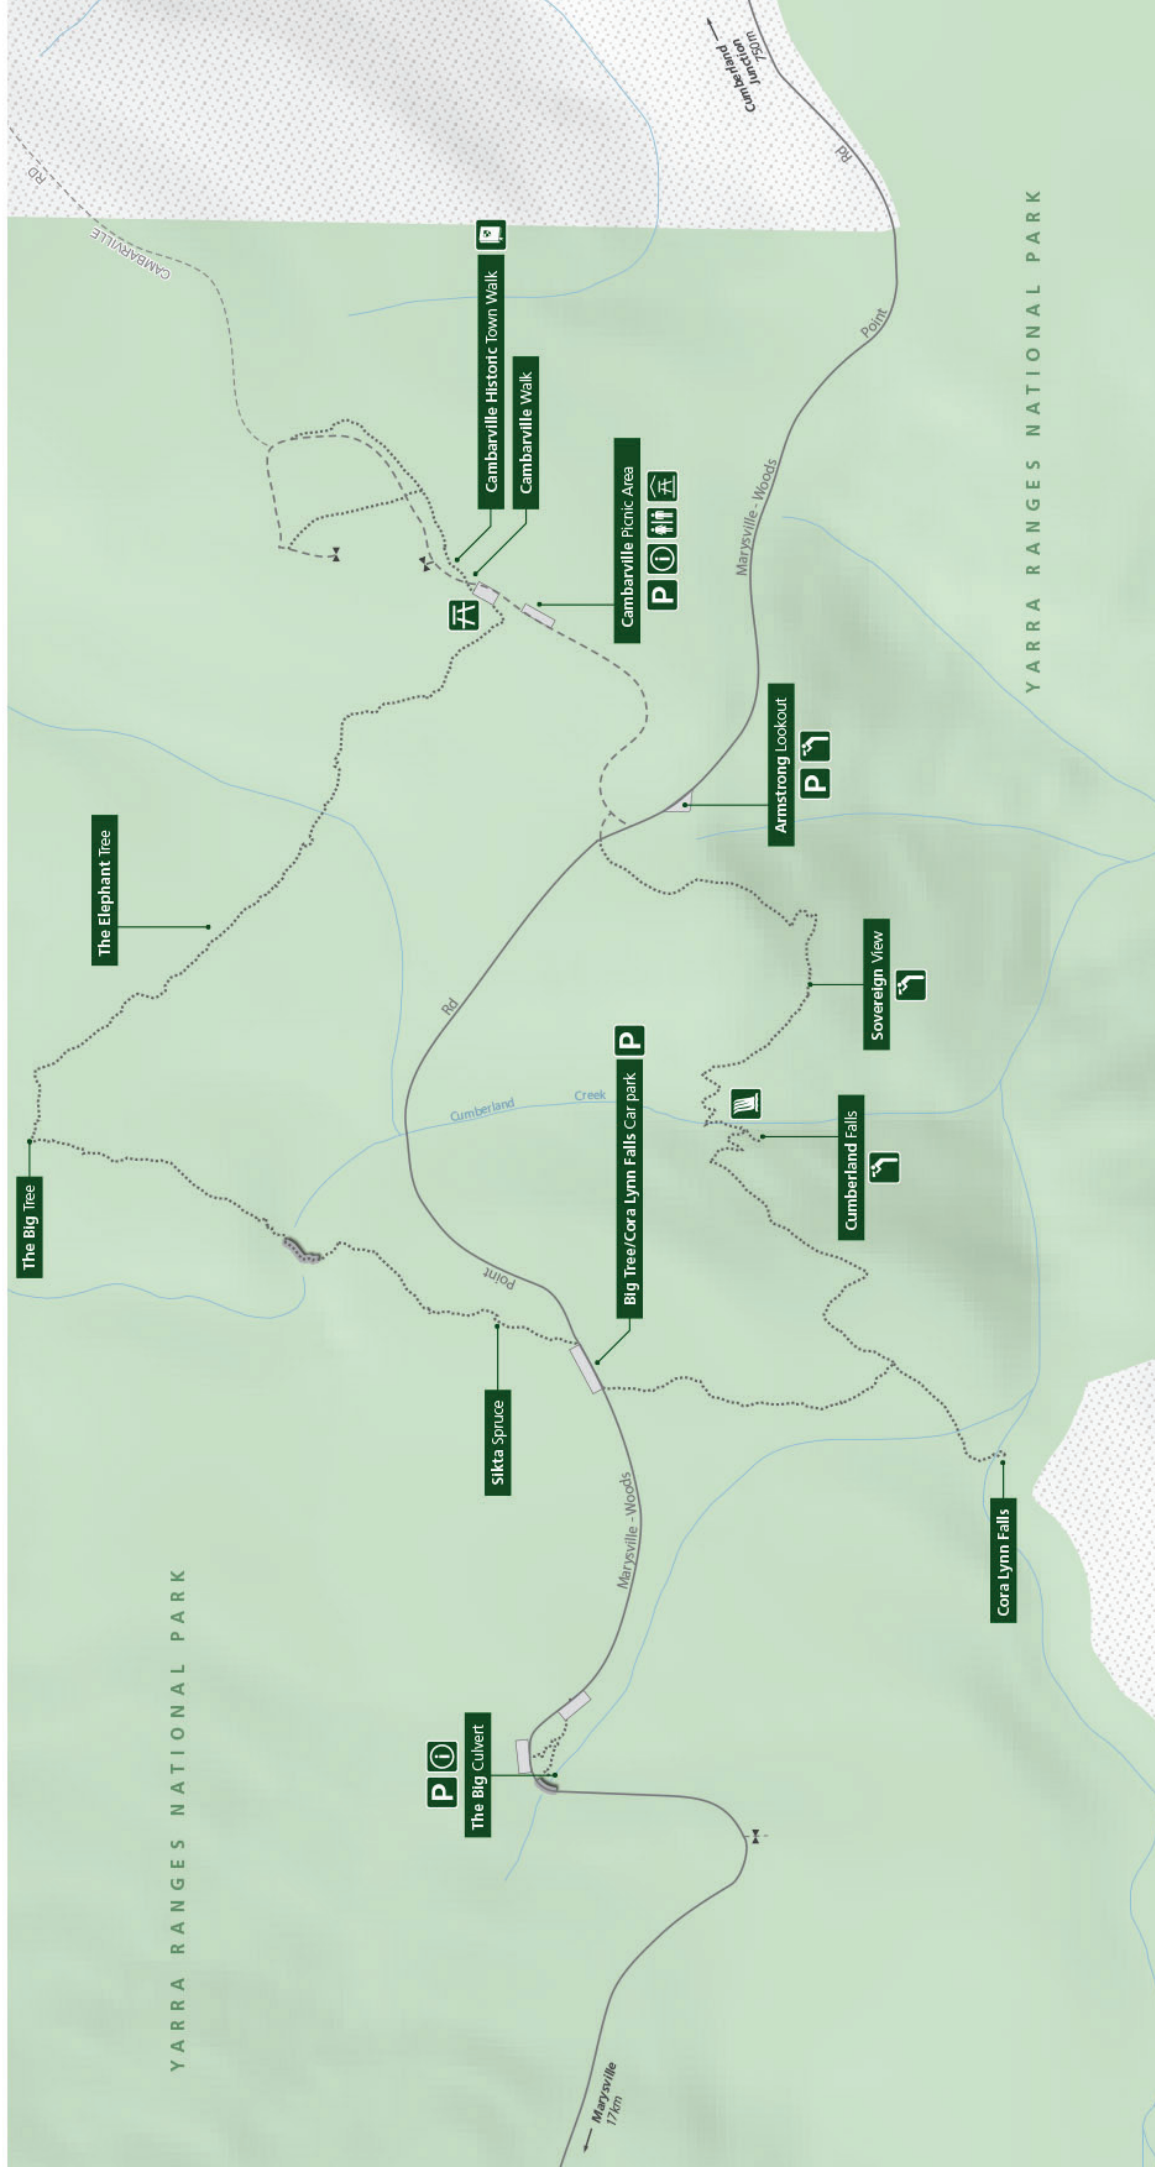 YARRA RANGES NATIONAL PARK
The Big Tree
The Elephant Tree
CAMBARVILLE
RD
Marysville
17km
P
i
The Big Culvert
Sikta Spruce
Point
Cumberland
Creek
Rd
Cambarville Historic Town Walk
Cambarville Walk
Marysville - Woods
Big Tree/Cora Lynn Falls Car park
P
Cambarville Picnic Area
P
i
Armstrong Lookout
P
Marysville - Woods
Point
Rd
Cumberland
Junction
750m
Cumberland Falls
Sovereign View
Cora Lynn Falls
YARRA RANGES NATIONAL PARK